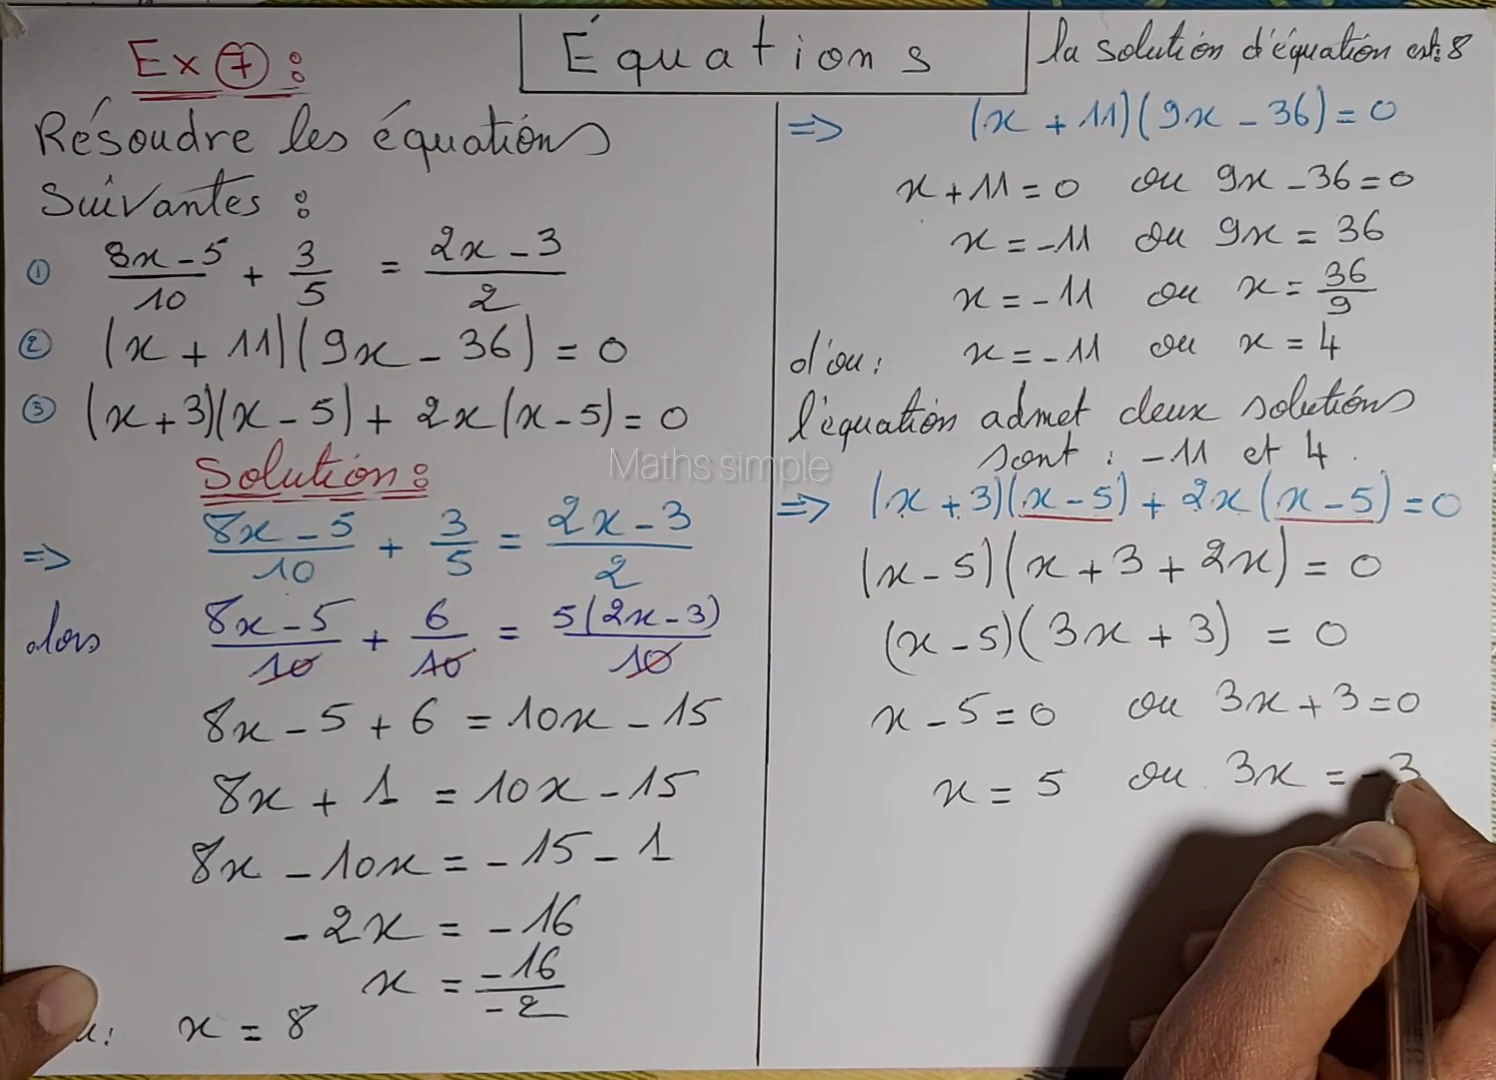 Ex 7 :
Équations
Résoudre les équations
Suivantes :
① 8x - 5 / 10 + 3 / 5 = 2x - 3 / 2
② (x + 11)(9x - 36) = 0
③ (x + 3)(x - 5) + 2x(x - 5) = 0
Solution :
=> 8x - 5 / 10 + 3 / 5 = 2x - 3 / 2
alors 8x - 5 / 10 + 6 / 10 = 5(2x - 3) / 10
8x - 5 + 6 = 10x - 15
8x + 1 = 10x - 15
8x - 10x = -15 - 1
-2x = -16
x = -16 / -2
x = 8
la solution d'équation est: 8
=> (x + 11)(9x - 36) = 0
x + 11 = 0 ou 9x - 36 = 0
x = -11 ou 9x = 36
x = -11 ou x = 36 / 9
d'ou : x = -11 ou x = 4
l'équation admet deux solutions
sont : -11 et 4 .
=> (x + 3)(x - 5) + 2x(x - 5) = 0
(x - 5)(x + 3 + 2x) = 0
(x - 5)(3x + 3) = 0
x - 5 = 0 ou 3x + 3 = 0
x = 5 ou 3x = -3
Maths simple